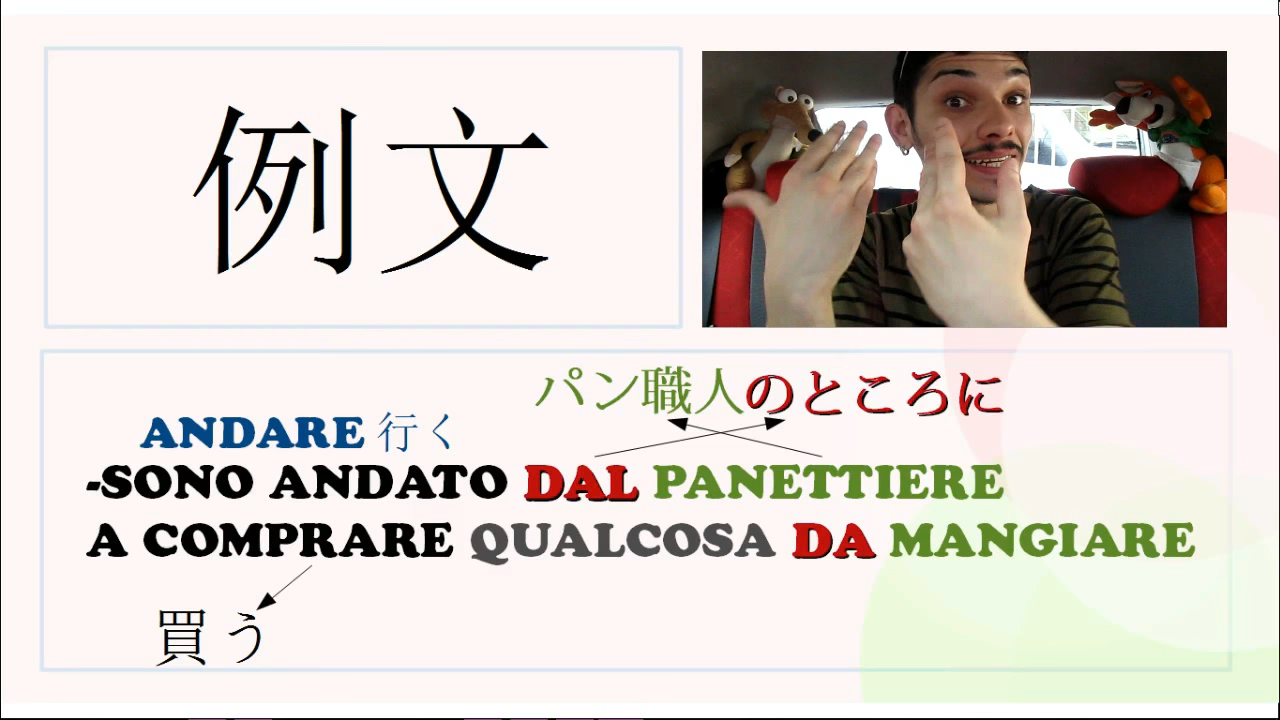 例文
パン職人のところに
ANDARE 行く
-SONO ANDATO DAL PANETTIERE
A COMPRARE QUALCOSA DA MANGIARE
買う